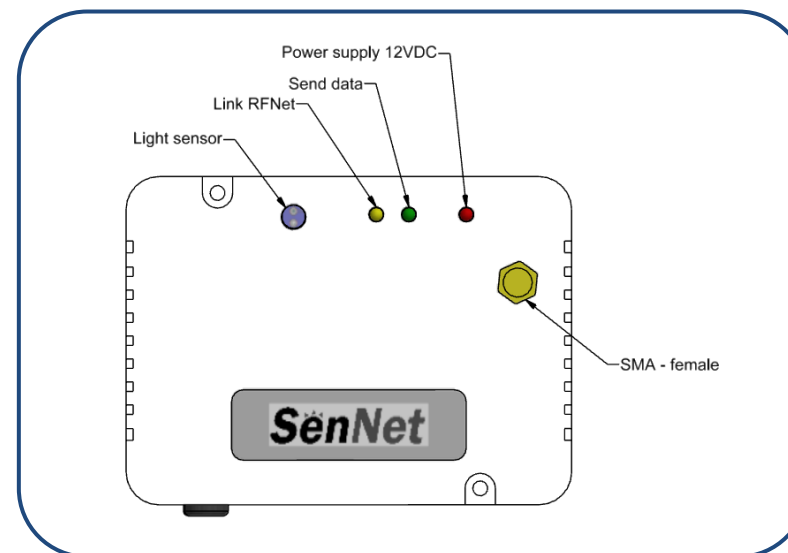 Power supply 12VDC
Send data
Link RFNet
Light sensor
SMA - female
SenNet